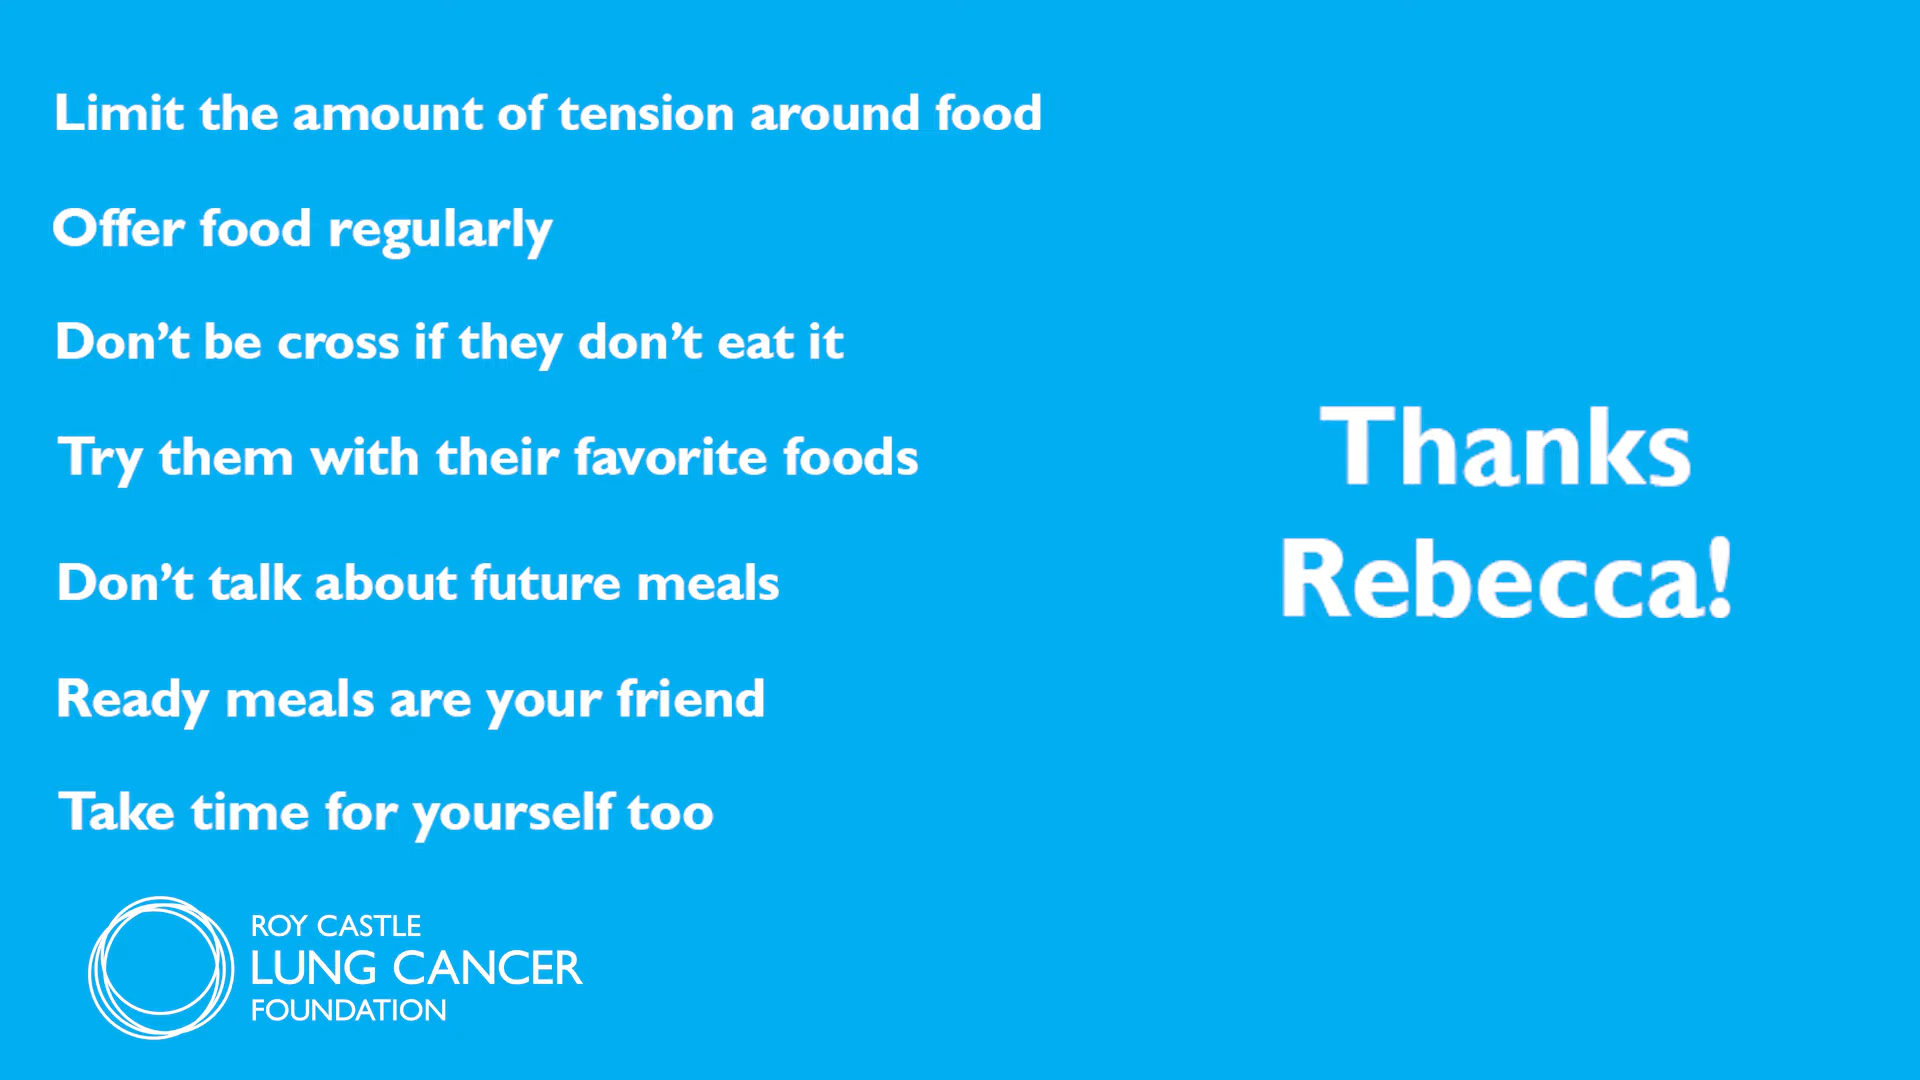 Limit the amount of tension around food
Offer food regularly
Don’t be cross if they don’t eat it
Try them with their favorite foods
Don’t talk about future meals
Ready meals are your friend
Take time for yourself too
Thanks
Rebecca!
ROY CASTLE
LUNG CANCER
FOUNDATION